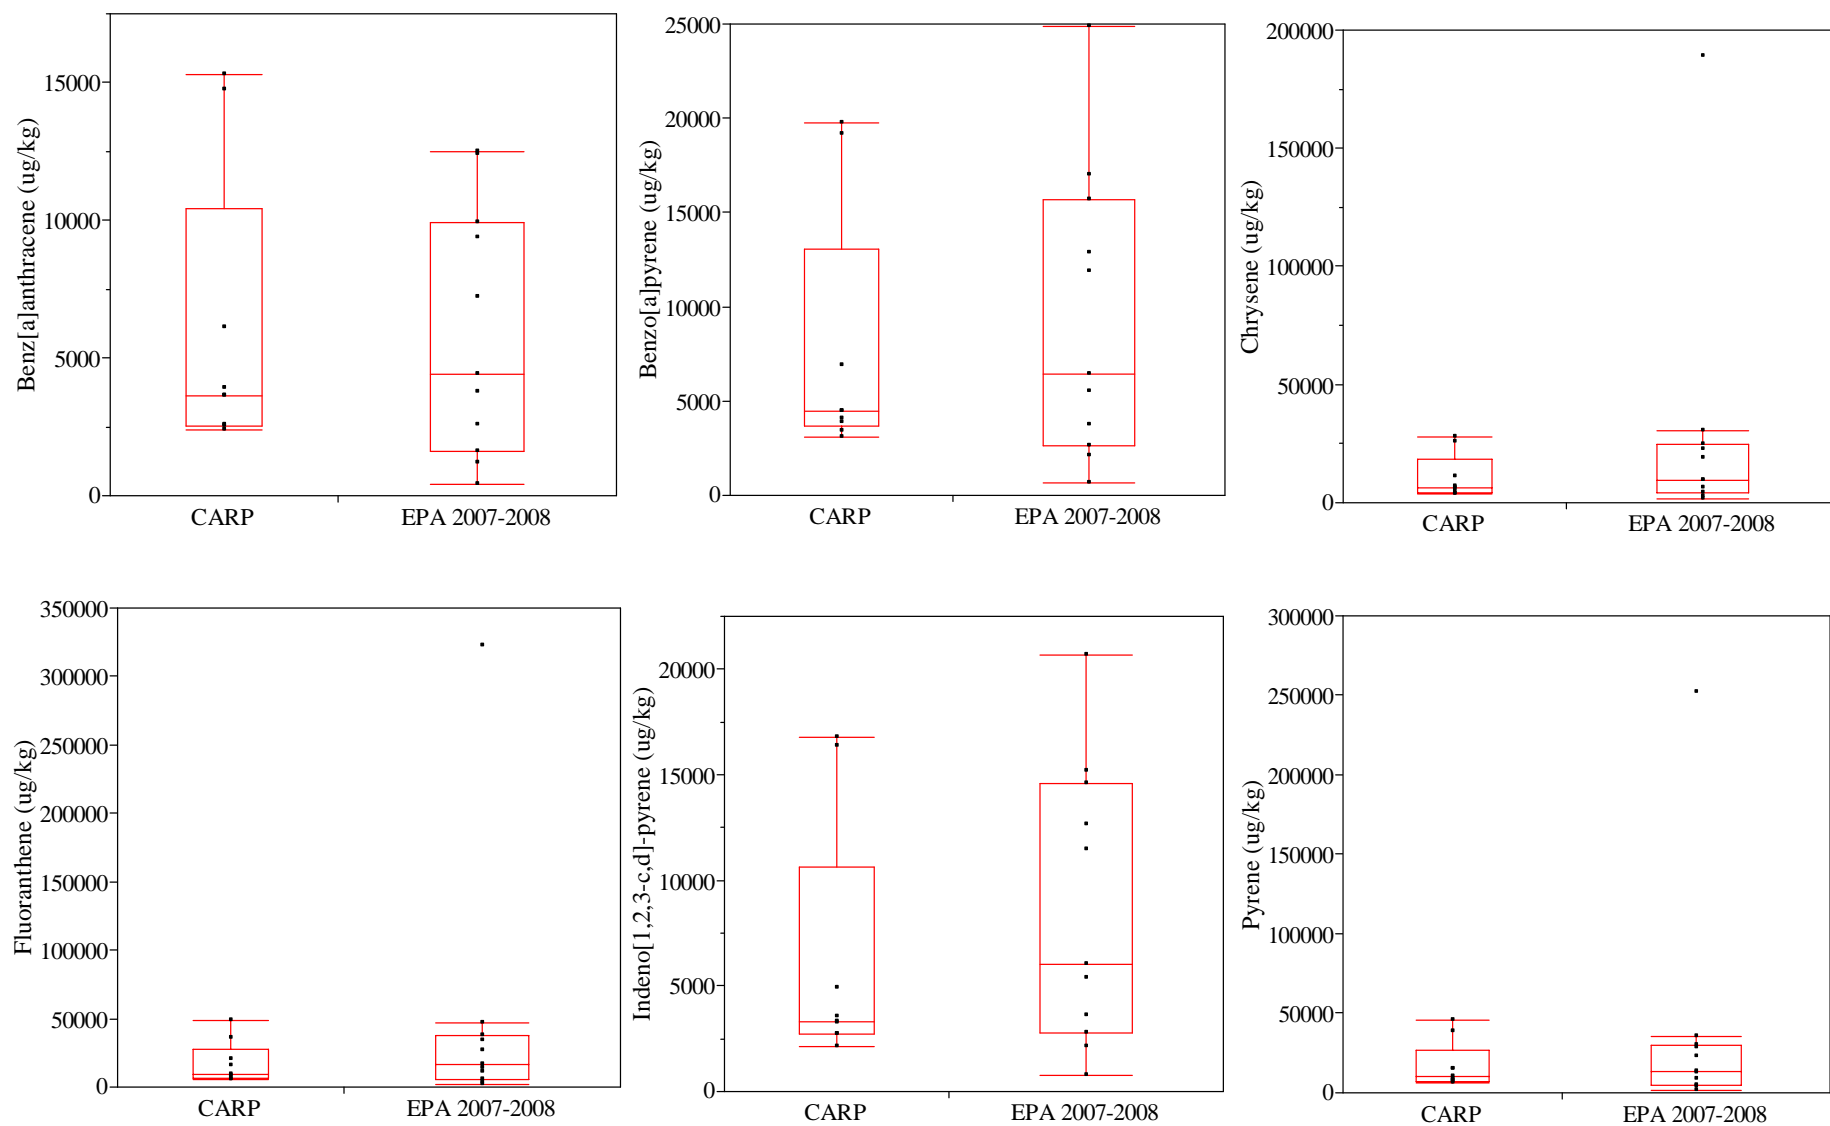 Benz[a]anthracene (ug/kg)
15000
10000
5000
0
CARP
EPA 2007-2008
Benzo[a]pyrene (ug/kg)
25000
20000
15000
10000
5000
0
CARP
EPA 2007-2008
Chrysene (ug/kg)
200000
150000
100000
50000
0
CARP
EPA 2007-2008
Fluoranthene (ug/kg)
350000
300000
250000
200000
150000
100000
50000
0
CARP
EPA 2007-2008
Indeno[1,2,3-c,d]-pyrene (ug/kg)
20000
15000
10000
5000
0
CARP
EPA 2007-2008
Pyrene (ug/kg)
300000
250000
200000
150000
100000
50000
0
CARP
EPA 2007-2008